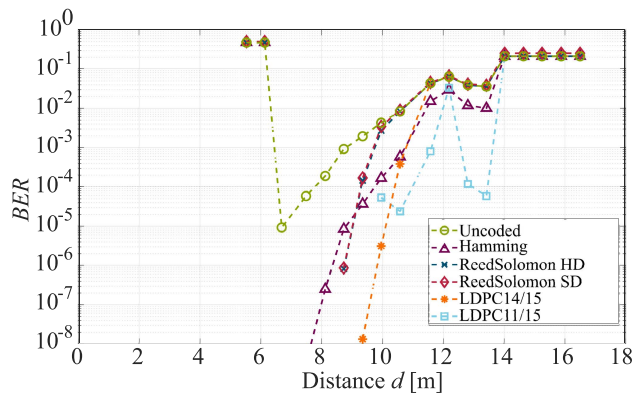 10^0
10^-1
10^-2
10^-3
10^-4
10^-5
10^-6
10^-7
10^-8
BER
Uncoded
Hamming
ReedSolomon HD
ReedSolomon SD
LDPC14/15
LDPC11/15
0 2 4 6 8 10 12 14 16 18
Distance d [m]